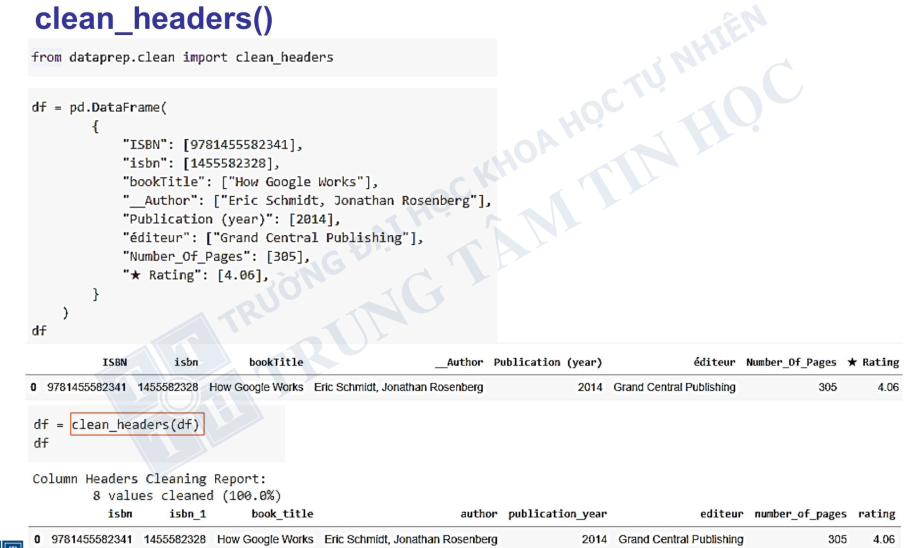 clean_headers()
from dataprep.clean import clean_headers
df = pd.DataFrame(
{
"ISBN": [9781455582341],
"isbn": [1455582328],
"bookTitle": ["How Google Works"],
"__Author": ["Eric Schmidt, Jonathan Rosenberg"],
"Publication (year)": [2014],
"éditeur": ["Grand Central Publishing"],
"Number_Of_Pages": [305],
"★ Rating": [4.06],
}
)
df
ISBN isbn bookTitle __Author Publication (year) éditeur Number_Of_Pages ★ Rating
0 9781455582341 1455582328 How Google Works Eric Schmidt, Jonathan Rosenberg 2014 Grand Central Publishing 305 4.06
df = clean_headers(df)
df
Column Headers Cleaning Report:
8 values cleaned (100.0%)
isbn isbn_1 book_title author publication_year editeur number_of_pages rating
0 9781455582341 1455582328 How Google Works Eric Schmidt, Jonathan Rosenberg 2014 Grand Central Publishing 305 4.06
TRƯỜNG ĐẠI HỌC KHOA HỌC TỰ NHIÊN
TRUNG TÂM TIN HỌC